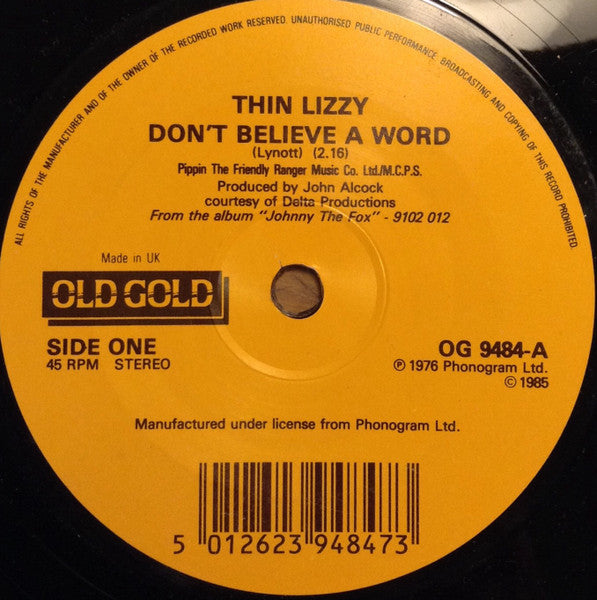 ALL RIGHTS OF THE MANUFACTURER AND OF THE OWNER OF THE RECORDED WORK RESERVED. UNAUTHORISED PUBLIC PERFORMANCE, BROADCASTING AND COPYING OF THIS RECORD PROHIBITED.
THIN LIZZY
DON'T BELIEVE A WORD
(Lynott) (2.16)
Pippin The Friendly Ranger Music Co. Ltd./M.C.P.S.
Produced by John Alcock
courtesy of Delta Productions
From the album "Johnny The Fox" - 9102 012
Made in UK
OLD GOLD
SIDE ONE
45 RPM STEREO
OG 9484-A
℗ 1976 Phonogram Ltd.
© 1985
Manufactured under license from Phonogram Ltd.
5 012623 948473